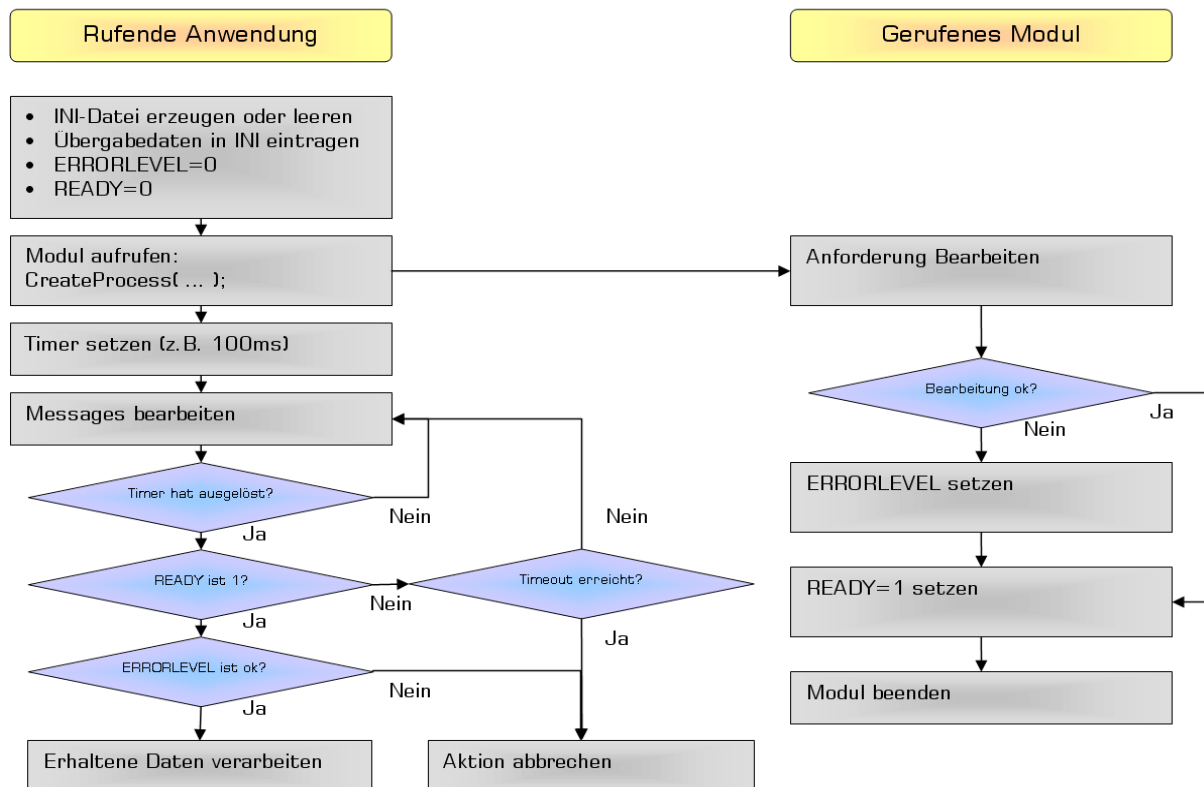 Rufende Anwendung
• INI-Datei erzeugen oder leeren
• Übergabedaten in INI eintragen
• ERRORLEVEL=0
• READY=0
Modul aufrufen:
CreateProcess( ... );
Timer setzen (z.B. 100ms)
Messages bearbeiten
Timer hat ausgelöst?
Nein
Ja
READY ist 1?
Nein
Ja
Timeout erreicht?
Nein
Ja
ERRORLEVEL ist ok?
Nein
Ja
Erhaltene Daten verarbeiten
Aktion abbrechen
Gerufenes Modul
Anforderung Bearbeiten
Bearbeitung ok?
Ja
Nein
ERRORLEVEL setzen
READY=1 setzen
Modul beenden